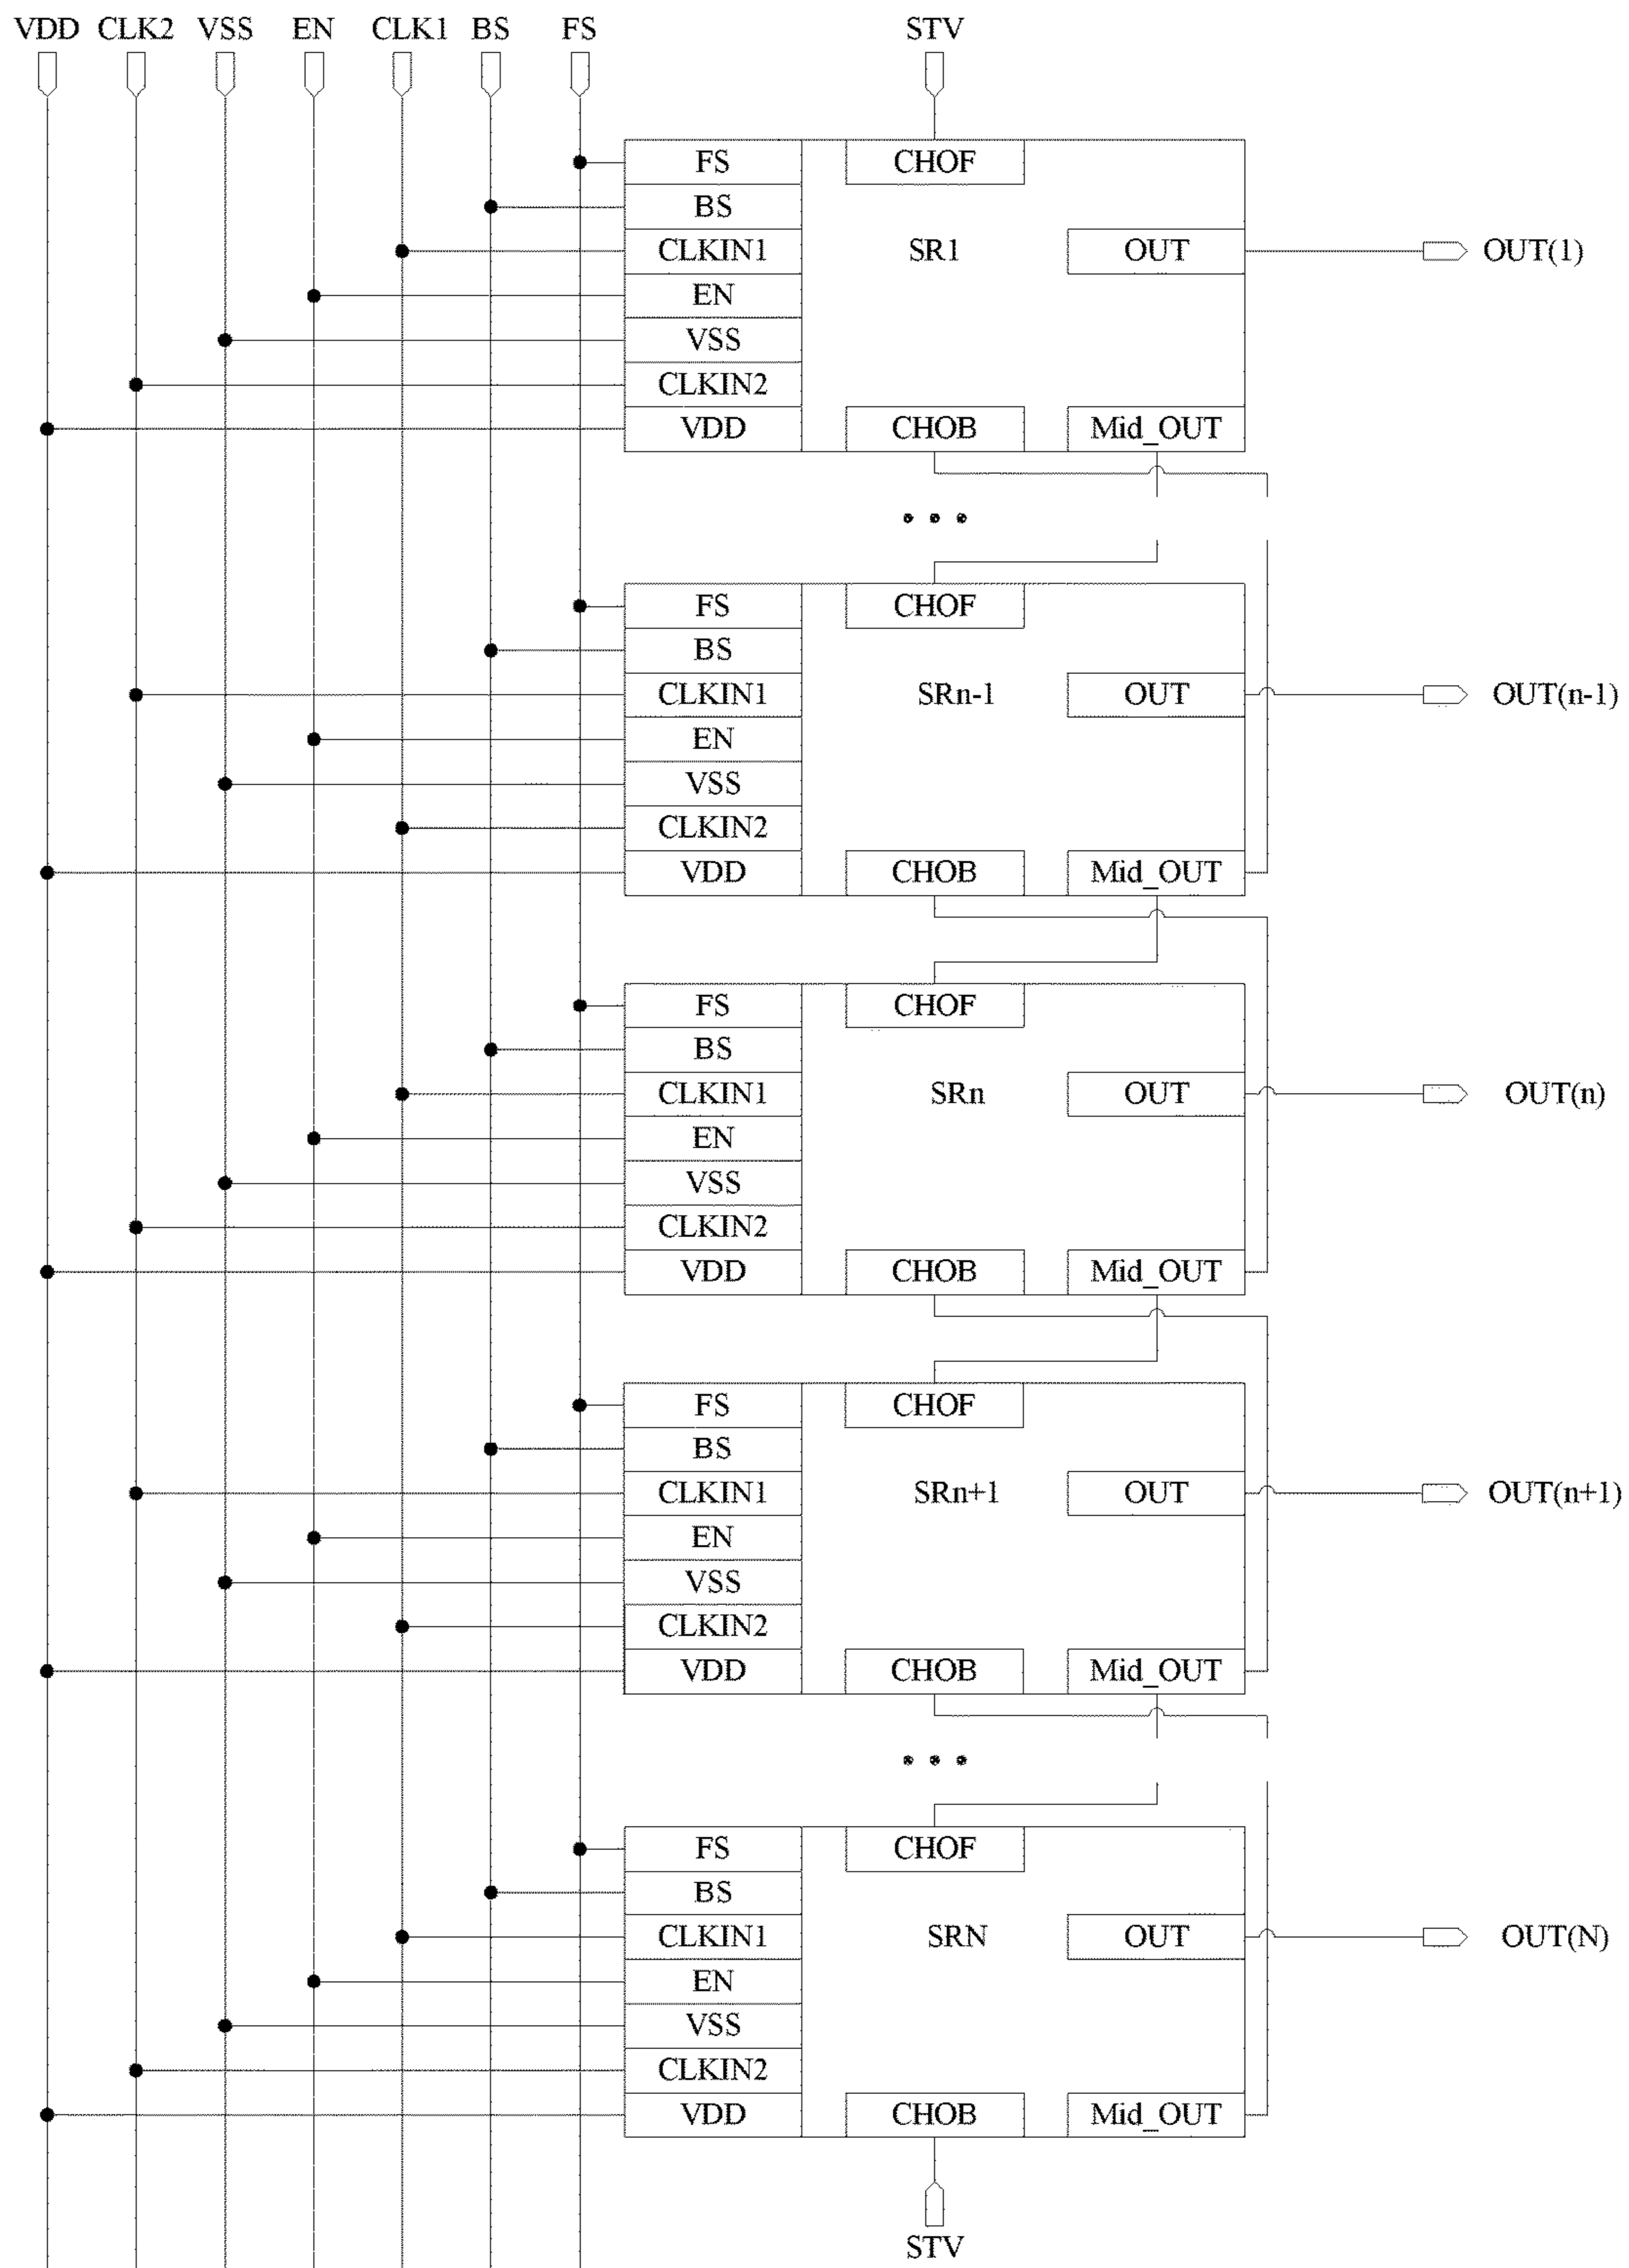 VDD CLK2 VSS EN CLK1 BS FS STV
FS CHOF
BS
CLKIN1 SR1 OUT OUT(1)
EN
VSS
CLKIN2
VDD CHOB Mid_OUT
FS CHOF
BS
CLKIN1 SRn-1 OUT OUT(n-1)
EN
VSS
CLKIN2
VDD CHOB Mid_OUT
FS CHOF
BS
CLKIN1 SRn OUT OUT(n)
EN
VSS
CLKIN2
VDD CHOB Mid_OUT
FS CHOF
BS
CLKIN1 SRn+1 OUT OUT(n+1)
EN
VSS
CLKIN2
VDD CHOB Mid_OUT
FS CHOF
BS
CLKIN1 SRN OUT OUT(N)
EN
VSS
CLKIN2
VDD CHOB Mid_OUT
STV